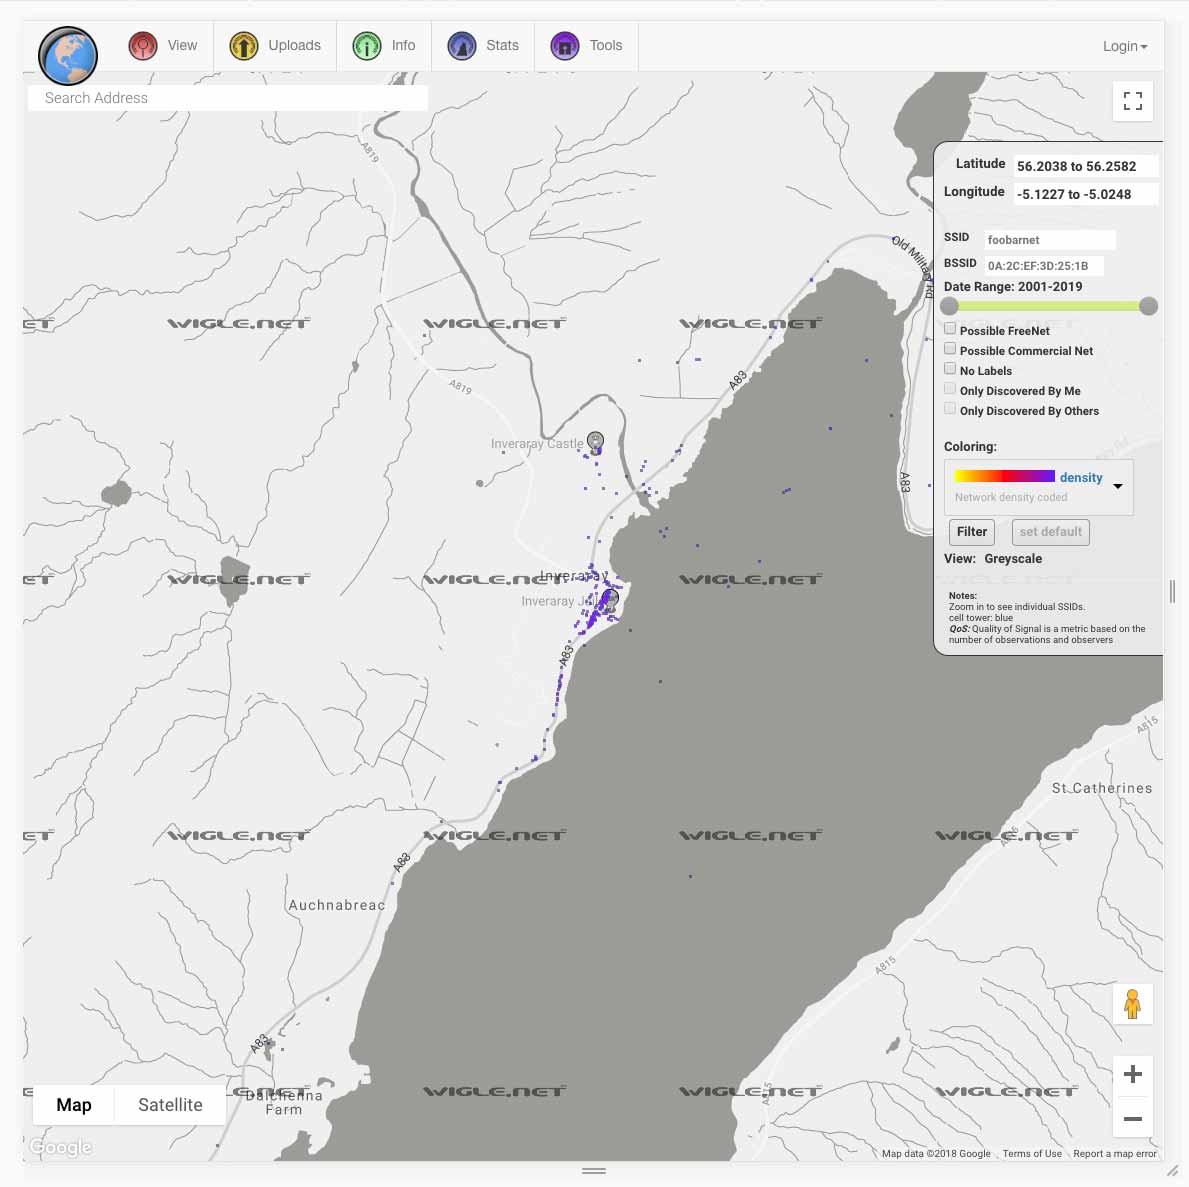 View
Uploads
Info
Stats
Tools
Login
Search Address
A819
Latitude
56.2038 to 56.2582
Longitude
-5.1227 to -5.0248
SSID
foobarnet
BSSID
0A:2C:EF:3D:25:1B
Date Range: 2001-2019
Possible FreeNet
Possible Commercial Net
No Labels
Only Discovered By Me
Only Discovered By Others
Coloring:
density
Network density coded
Filter
set default
View: Greyscale
Notes:
Zoom in to see individual SSIDs.
cell tower: blue
QoS: Quality of Signal is a metric based on the
number of observations and observers
Old Military Rd
WIGLE.NET WIGLE.NET WIGLE.NET
A83
A819
Inveraray Castle
A83
Inveraray
WIGLE.NET WIGLE.NET WIGLE.NET
Inveraray Jail
A83
A815
St Catherines
WIGLE.NET WIGLE.NET WIGLE.NET WIGLE.NET
A83
Auchnabreac
A815
A83
WIGLE.NET WIGLE.NET WIGLE.NET
Dalchenna
Farm
A815
Map
Satellite
Google
Map data ©2018 Google
Terms of Use
Report a map error